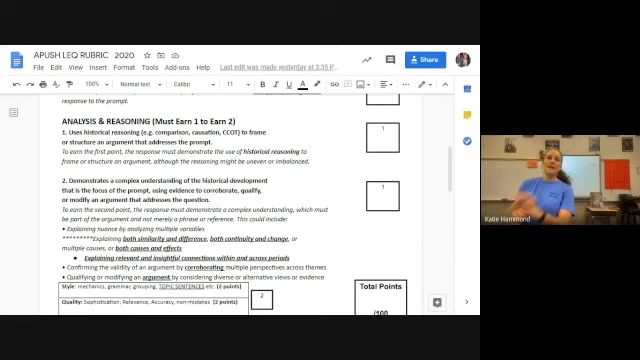 APUSH LEQ RUBRIC 2020
File Edit View Insert Format Tools Add-ons Help
Last edit was made yesterday at 3:35 P
Share
100% Normal text Calibri 11
response to the prompt.
ANALYSIS & REASONING (Must Earn 1 to Earn 2)
1. Uses historical reasoning (e.g. comparison, causation, CCOT) to frame
or structure an argument that addresses the prompt.
1
To earn the first point, the response must demonstrate the use of historical reasoning to
frame or structure an argument, although the reasoning might be uneven or imbalanced.
2. Demonstrates a complex understanding of the historical development
that is the focus of the prompt, using evidence to corroborate, qualify,
or modify an argument that addresses the question.
1
To earn the second point, the response must demonstrate a complex understanding, which must
be part of the argument and not merely a phrase or reference. This could include:
• Explaining nuance by analyzing multiple variables
********Explaining both similarity and difference, both continuity and change, or
multiple causes, or both causes and effects
• Explaining relevant and insightful connections within and across periods
• Confirming the validity of an argument by corroborating multiple perspectives across themes
• Qualifying or modifying an argument by considering diverse or alternative views or evidence
Style: mechanics, grammar, grouping, TOPIC SENTENCES etc. (2 points)
2
Quality: Sophistication, Relevance, Accuracy, non-mistakes (2 points)
Total Points
/100
Katie Hammond